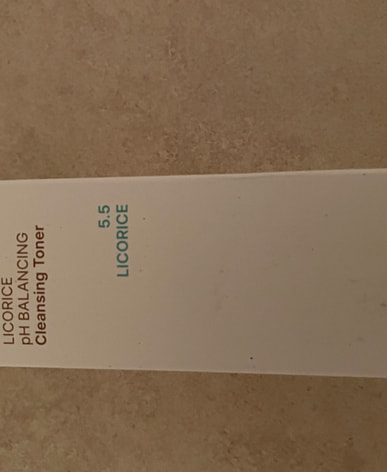 LICORICE
pH BALANCING
Cleansing Toner
5.5
LICORICE